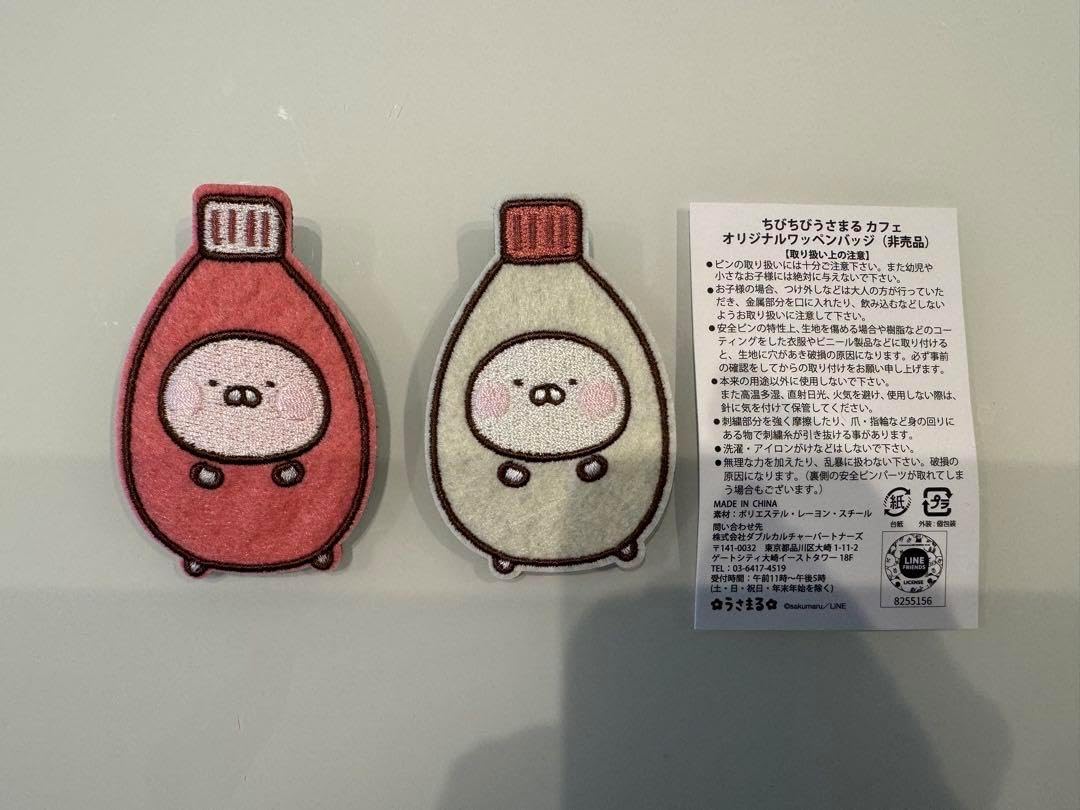 ちびちびうさまる カフェ
オリジナルワッペンバッジ（非売品）
【取り扱い上の注意】
●ピンの取り扱いには十分ご注意下さい。また幼児や
小さなお子様には絶対に与えないで下さい。
●お子様の場合、つけ外しなどは大人の方が行っていた
だき、金属部分を口に入れたり、飲み込むなどしない
ようお取り扱いに注意して下さい。
●安全ピンの特性上、生地を傷める場合や樹脂などのコー
ティングをした衣服やビニール製品などに取り付ける
と、生地に穴があき破損の原因になります。必ず事前
の確認をしてからの取り付けをお願い申し上げます。
●本来の用途以外に使用しないで下さい。
また高温多湿、直射日光、火気を避け、使用しない際は、
針に気を付けて保管してください。
●刺繍部分を強く摩擦したり、爪・指輪など身の回りに
ある物で刺繍糸が引き抜ける事があります。
●洗濯・アイロンがけなどはしないで下さい。
●無理な力を加えたり、乱暴に扱わない下さい。破損の
原因になります。（裏側の安全ピンパーツが取れてしま
う場合もございます。）
MADE IN CHINA
素材：ポリエステル・レーヨン・スチール
紙
台紙
プラ
外装：個包装
問い合わせ先
株式会社ダブルカルチャーパートナーズ
〒141-0032 東京都品川区大崎 1-11-2
ゲートシティ大崎イーストタワー 18F
TEL：03-6417-4519
受付時間：午前11時〜午後5時
(土・日・祝日・年末年始を除く)
うさまる ©sakumaru／LINE
LINE
FRIENDS
LICENSE
8255156